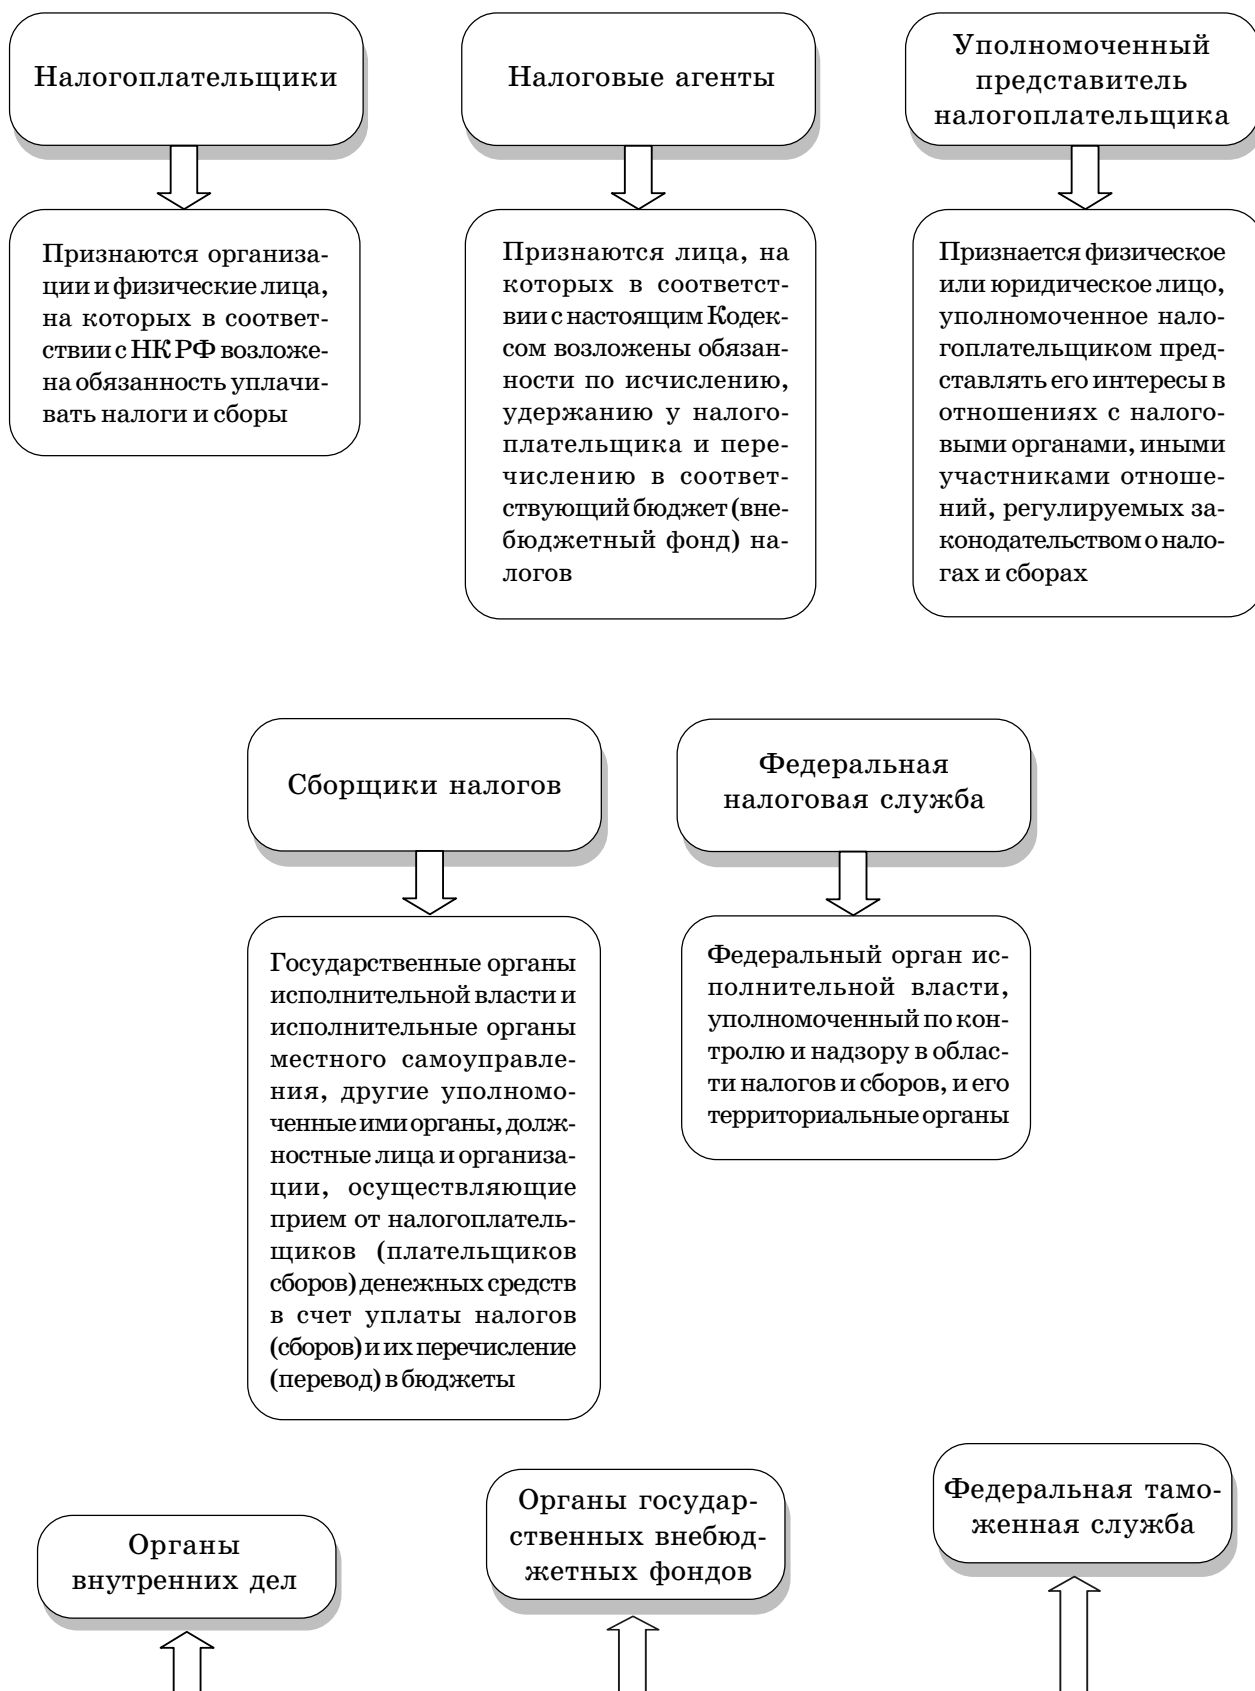 Налогоплательщики
Налоговые агенты
Уполномоченный
представитель
налогоплательщика
Признаются организа-
ции и физические лица,
на которых в соответ-
ствии с НК РФ возложе-
на обязанность уплачи-
вать налоги и сборы
Признаются лица, на
которых в соответст-
вии с настоящим Кодек-
сом возложены обязан-
ности по исчислению,
удержанию у налого-
плательщика и пере-
числению в соответ-
ствующий бюджет (вне-
бюджетный фонд) на-
логов
Признается физическое
или юридическое лицо,
уполномоченное нало-
гоплательщиком пред-
ставлять его интересы в
отношениях с налого-
выми органами, иными
участниками отноше-
ний, регулируемых за-
конодательством о нало-
гах и сборах
Сборщики налогов
Федеральная
налоговая служба
Государственные органы
исполнительной власти и
исполнительные органы
местного самоуправле-
ния, другие уполномо-
ченные ими органы, долж-
ностные лица и организа-
ции, осуществляющие
прием от налогоплатель-
щиков (плательщиков
сборов) денежных средств
в счет уплаты налогов
(сборов) и их перечисление
(перевод) в бюджеты
Федеральный орган ис-
полнительной власти,
уполномоченный по кон-
тролю и надзору в облас-
ти налогов и сборов, и его
территориальные органы
Органы
внутренних дел
Органы государ-
ственных внебюд-
жетных фондов
Федеральная тамо-
женная служба